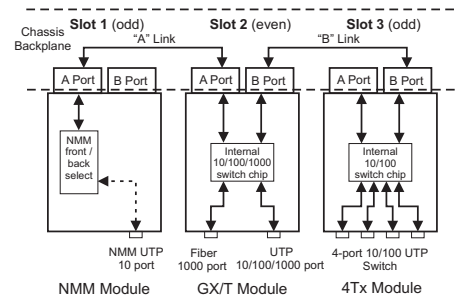 Slot 1 (odd)
Slot 2 (even)
Slot 3 (odd)
Chassis
Backplane
“A” Link
“B” Link
A Port
B Port
A Port
B Port
A Port
B Port
NMM
front /
back
select
Internal
10/100/1000
switch chip
Internal
10/100
switch chip
NMM UTP
10 port
Fiber
1000 port
UTP
10/100/1000 port
4-port 10/100 UTP
Switch
NMM Module
GX/T Module
4Tx Module